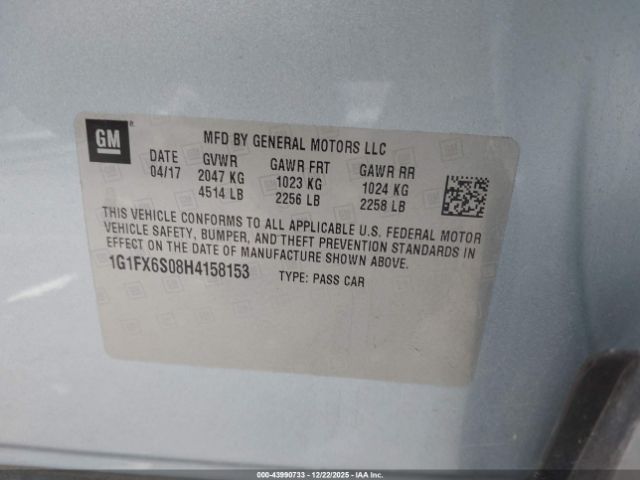 GM
MFD BY GENERAL MOTORS LLC
DATE GVWR GAWR FRT GAWR RR
04/17 2047 KG 1023 KG 1024 KG
4514 LB 2256 LB 2258 LB
THIS VEHICLE CONFORMS TO ALL APPLICABLE U.S. FEDERAL MOTOR
VEHICLE SAFETY, BUMPER, AND THEFT PREVENTION STANDARDS IN
EFFECT ON THE DATE OF MANUFACTURE SHOWN ABOVE.
1G1FX6S08H4158153 TYPE: PASS CAR
000-43990733 - 12/22/2025 - IAAI.COM